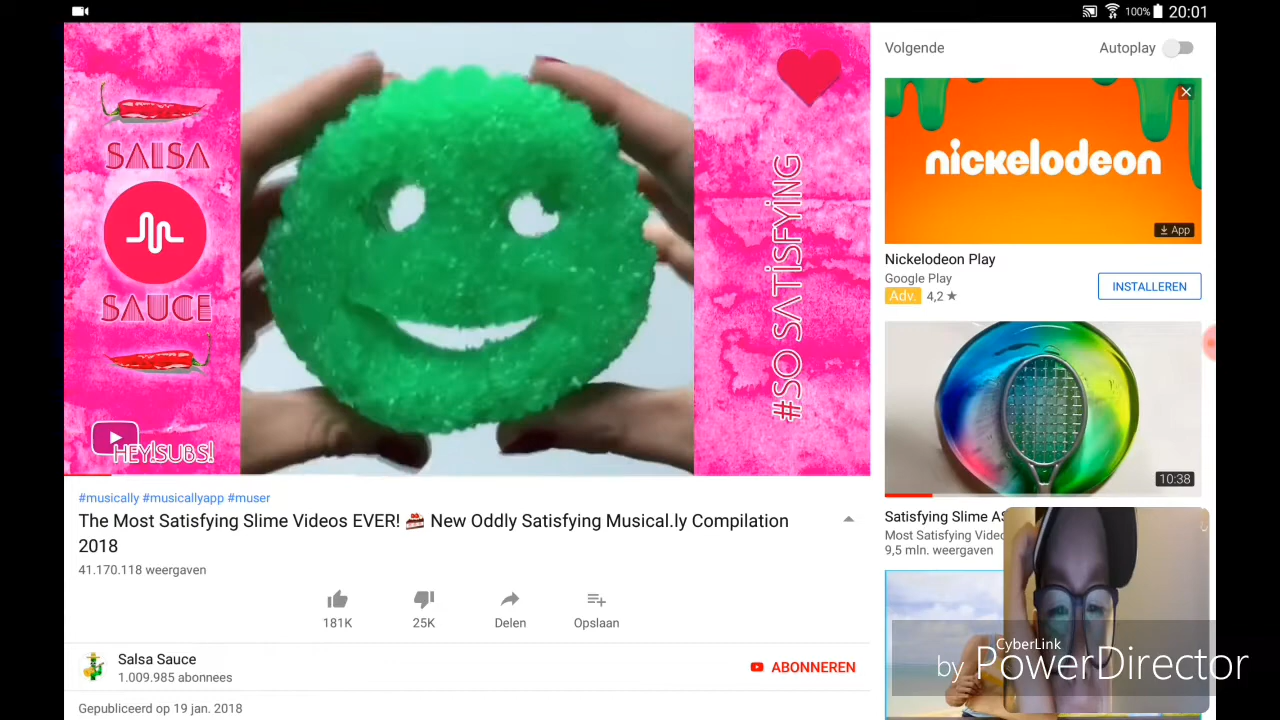 100% 20:01
SALSA
SAUCE
HEY!SUBS!
#SO SATISFYING
Volgende
Autoplay
nickelodeon
App
Nickelodeon Play
Google Play
Adv. 4,2 ★
INSTALLEREN
10:38
Satisfying Slime AS
Most Satisfying Video
9,5 mln. weergaven
#musically #musicallyapp #muser
The Most Satisfying Slime Videos EVER! 🍰 New Oddly Satisfying Musical.ly Compilation
2018
41.170.118 weergaven
181K
25K
Delen
Opslaan
Salsa Sauce
1.009.985 abonnees
ABONNEREN
Gepubliceerd op 19 jan. 2018
CyberLink
by PowerDirector